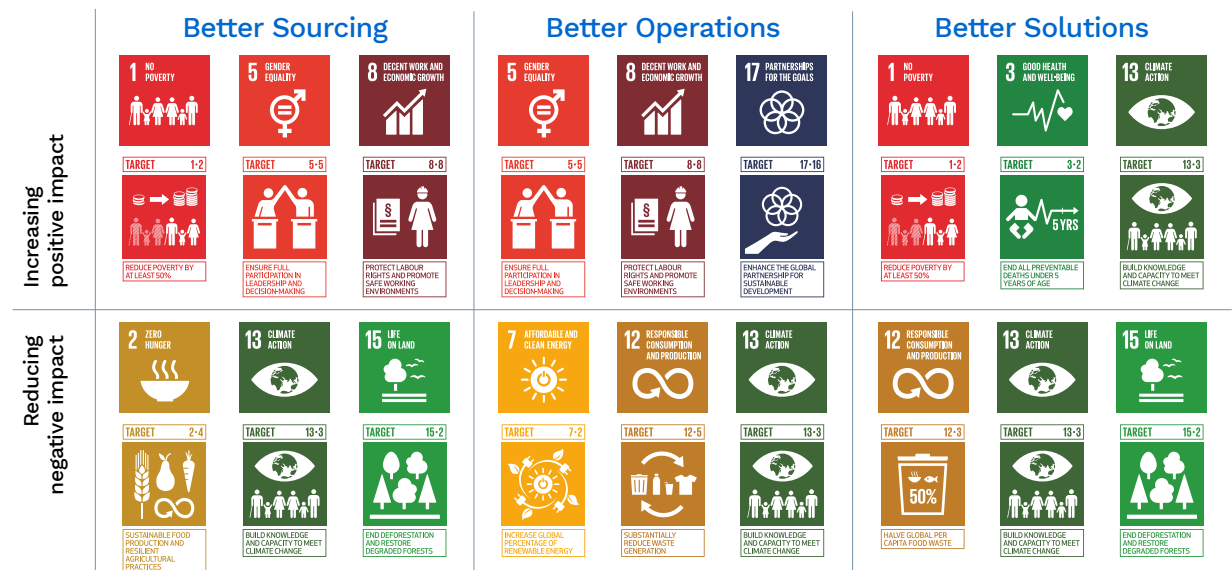 Better Sourcing
Better Operations
Better Solutions
Increasing
positive impact
1 NO
POVERTY
5 GENDER
EQUALITY
8 DECENT WORK AND
ECONOMIC GROWTH
5 GENDER
EQUALITY
8 DECENT WORK AND
ECONOMIC GROWTH
17 PARTNERSHIPS
FOR THE GOALS
1 NO
POVERTY
3 GOOD HEALTH
AND WELL-BEING
13 CLIMATE
ACTION
TARGET 1·2
TARGET 5·5
TARGET 8·8
TARGET 5·5
TARGET 8·8
TARGET 17·16
TARGET 1·2
TARGET 3·2
TARGET 13·3
§
§
5 YRS
REDUCE POVERTY BY
AT LEAST 50%
ENSURE FULL
PARTICIPATION IN
LEADERSHIP AND
DECISION-MAKING
PROTECT LABOUR
RIGHTS AND PROMOTE
SAFE WORKING
ENVIRONMENTS
ENSURE FULL
PARTICIPATION IN
LEADERSHIP AND
DECISION-MAKING
PROTECT LABOUR
RIGHTS AND PROMOTE
SAFE WORKING
ENVIRONMENTS
ENHANCE THE GLOBAL
PARTNERSHIP FOR
SUSTAINABLE
DEVELOPMENT
REDUCE POVERTY BY
AT LEAST 50%
END ALL PREVENTABLE
DEATHS UNDER 5
YEARS OF AGE
BUILD KNOWLEDGE
AND CAPACITY TO MEET
CLIMATE CHANGE
Reducing
negative impact
2 ZERO
HUNGER
13 CLIMATE
ACTION
15 LIFE
ON LAND
7 AFFORDABLE AND
CLEAN ENERGY
12 RESPONSIBLE
CONSUMPTION
AND PRODUCTION
13 CLIMATE
ACTION
12 RESPONSIBLE
CONSUMPTION
AND PRODUCTION
13 CLIMATE
ACTION
15 LIFE
ON LAND
TARGET 2·4
TARGET 13·3
TARGET 15·2
TARGET 7·2
TARGET 12·5
TARGET 13·3
TARGET 12·3
TARGET 13·3
TARGET 15·2
50%
SUSTAINABLE FOOD
PRODUCTION AND
RESILIENT
AGRICULTURAL
PRACTICES
BUILD KNOWLEDGE
AND CAPACITY TO MEET
CLIMATE CHANGE
END DEFORESTATION
AND RESTORE
DEGRADED FORESTS
INCREASE GLOBAL
PERCENTAGE OF
RENEWABLE ENERGY
SUBSTANTIALLY
REDUCE WASTE
GENERATION
BUILD KNOWLEDGE
AND CAPACITY TO MEET
CLIMATE CHANGE
HALVE GLOBAL PER
CAPITA FOOD WASTE
BUILD KNOWLEDGE
AND CAPACITY TO MEET
CLIMATE CHANGE
END DEFORESTATION
AND RESTORE
DEGRADED FORESTS